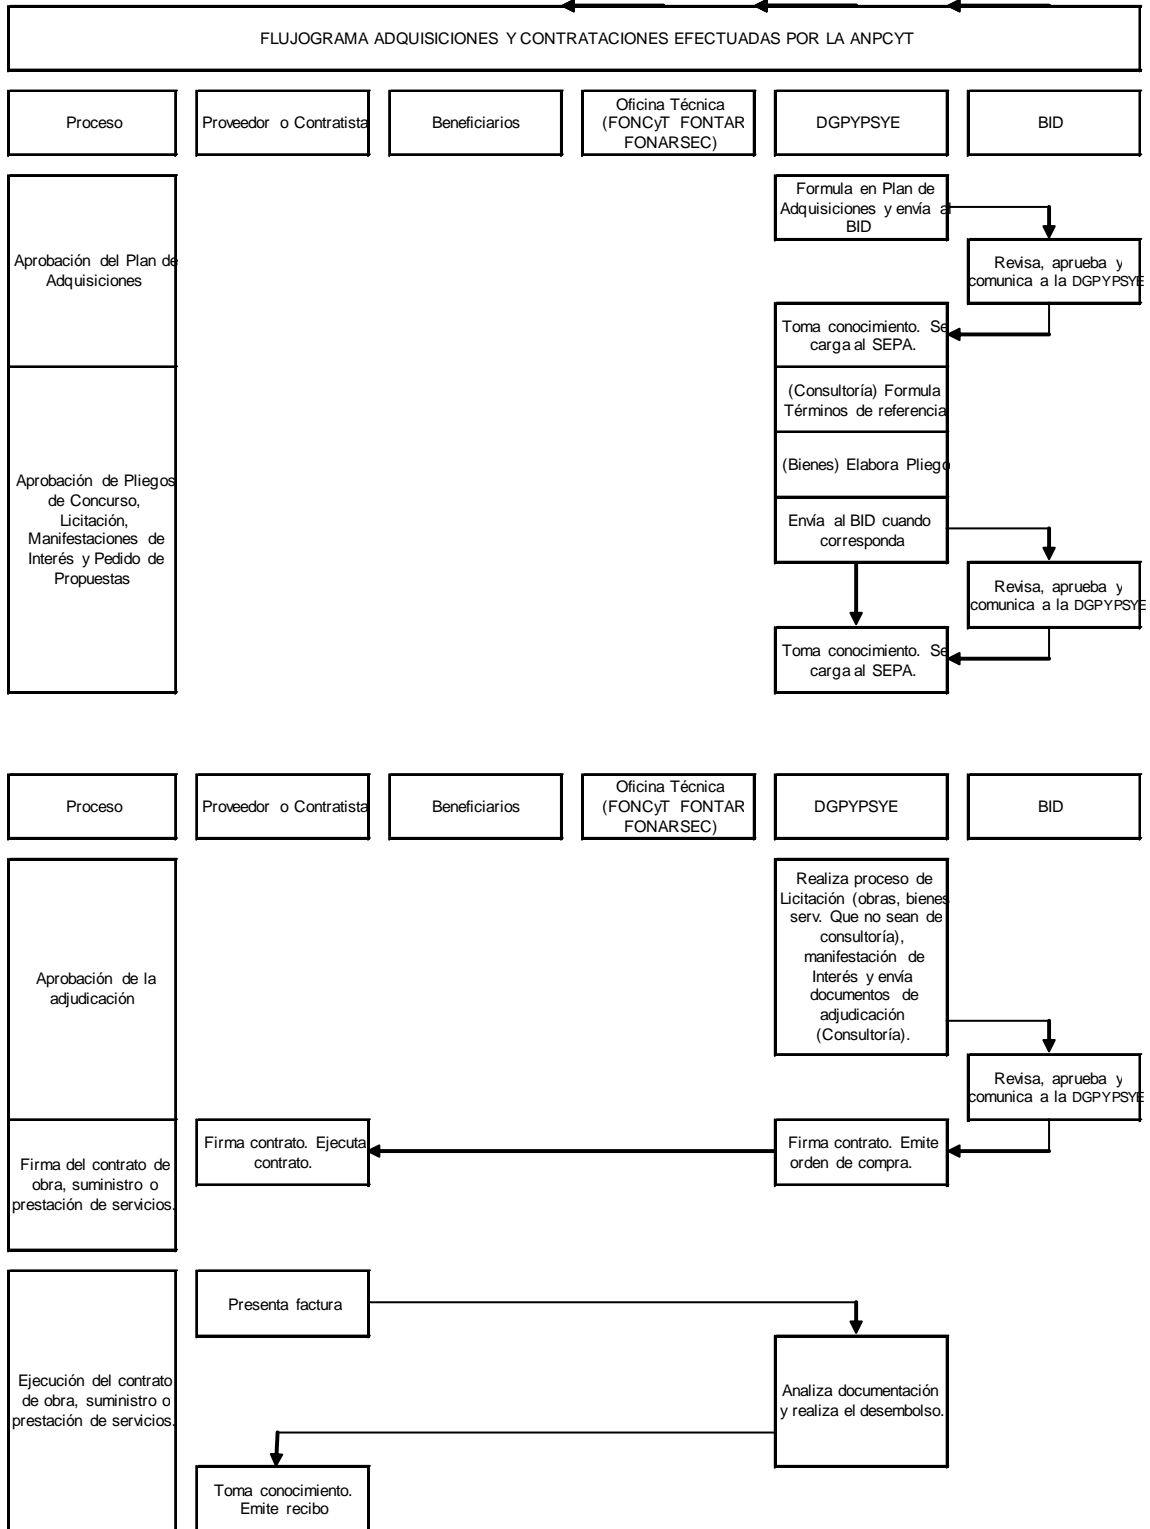 FLUJOGRAMA ADQUISICIONES Y CONTRATACIONES EFECTUADAS POR LA ANPCYT
Proceso
Proveedor o Contratista
Beneficiarios
Oficina Técnica
(FONCyT FONTAR
FONARSEC)
DGPYPSYE
BID
Aprobación del Plan de
Adquisiciones
Formula en Plan de
Adquisiciones y envía al
BID
Revisa, aprueba y
comunica a la DGPYPSYE
Toma conocimiento. Se
carga al SEPA.
Aprobación de Pliegos
de Concurso,
Licitación,
Manifestaciones de
Interés y Pedido de
Propuestas
(Consultoría) Formula
Términos de referencia
(Bienes) Elabora Pliego
Envía al BID cuando
corresponda
Revisa, aprueba y
comunica a la DGPYPSYE
Toma conocimiento. Se
carga al SEPA.
Proceso
Proveedor o Contratista
Beneficiarios
Oficina Técnica
(FONCyT FONTAR
FONARSEC)
DGPYPSYE
BID
Aprobación de la
adjudicación
Realiza proceso de
Licitación (obras, bienes
serv. Que no sean de
consultoría),
manifestación de
Interés y envía
documentos de
adjudicación
(Consultoría).
Revisa, aprueba y
comunica a la DGPYPSYE
Firma del contrato de
obra, suministro o
prestación de servicios.
Firma contrato. Ejecuta
contrato.
Firma contrato. Emite
orden de compra.
Ejecución del contrato
de obra, suministro o
prestación de servicios.
Presenta factura
Analiza documentación
y realiza el desembolso.
Toma conocimiento.
Emite recibo